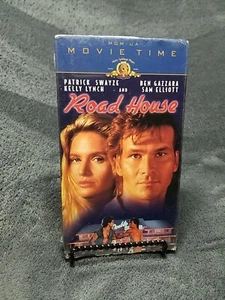 MGM/UA
MOVIE TIME
PATRICK SWAYZE BEN GAZZARA
KELLY LYNCH AND SAM ELLIOTT
Road House